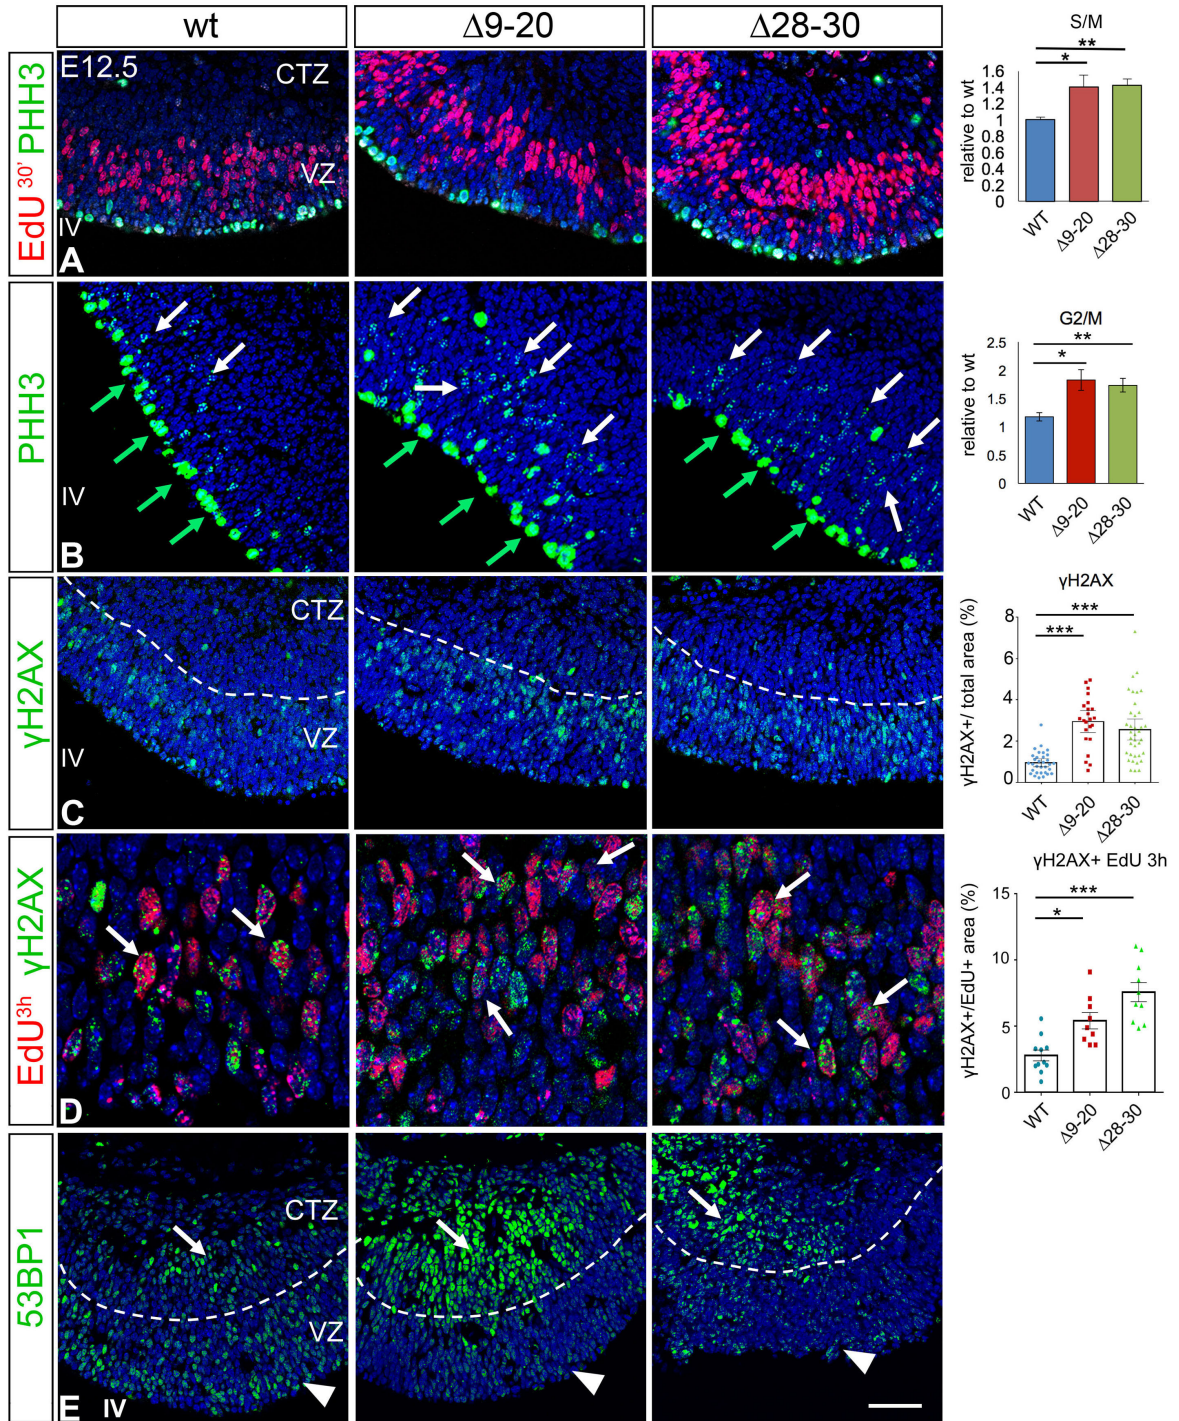 wt
Δ9-20
Δ28-30
EdU 30' PHH3
E12.5
CTZ
VZ
IV
A
S/M
**
*
relative to wt
1.6
1.4
1.2
1
0.8
0.6
0.4
0.2
0
WT
Δ9-20
Δ28-30
PHH3
IV
B
G2/M
**
*
relative to wt
2.5
2
1.5
1
0.5
0
WT
Δ9-20
Δ28-30
γH2AX
CTZ
VZ
IV
C
γH2AX
***
***
γH2AX+/ total area (%)
8
6
4
2
0
WT
Δ9-20
Δ28-30
EdU3h γH2AX
D
γH2AX+ EdU 3h
***
*
γH2AX+/EdU+ area (%)
15
10
5
0
WT
Δ9-20
Δ28-30
53BP1
CTZ
VZ
E
IV